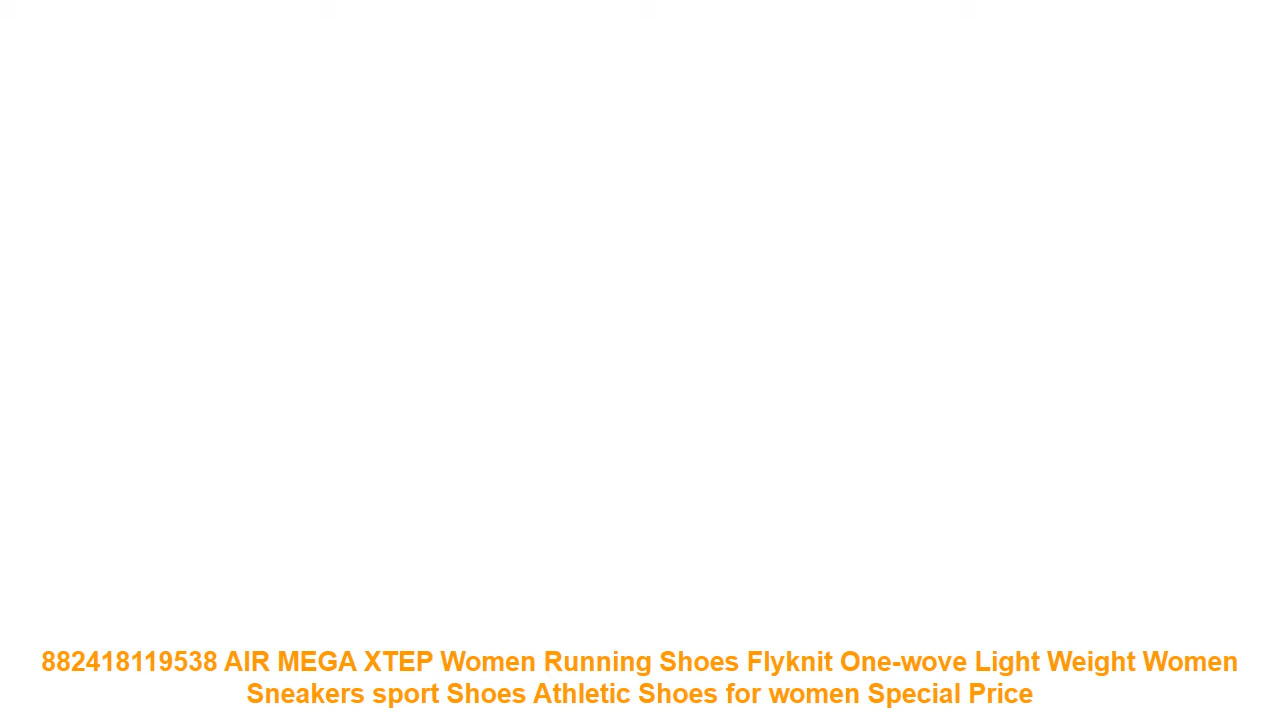 882418119538 AIR MEGA XTEP Women Running Shoes Flyknit One-wove Light Weight Women
Sneakers sport Shoes Athletic Shoes for women Special Price